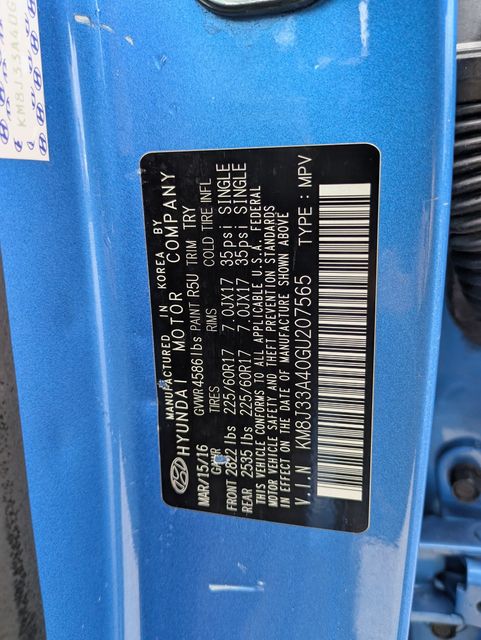 KM8J33A4
MANUFACTURED IN KOREA BY
HYUNDAI MOTOR COMPANY
MAR/15/16 GVWR 4586 lbs PAINT R5U TRIM TRY
GAWR TIRES RIMS COLD TIRE INFL
FRONT 2822 lbs 225/60R17 7.0JX17 35psi SINGLE
REAR 2535 lbs 225/60R17 7.0JX17 35psi SINGLE
THIS VEHICLE CONFORMS TO ALL APPLICABLE U.S.A. FEDERAL
MOTOR VEHICLE SAFETY, BUMPER, AND THEFT PREVENTION STANDARDS
IN EFFECT ON THE DATE OF MANUFACTURE SHOWN ABOVE
V.I.N KM8J33A40GU207565 TYPE: MPV